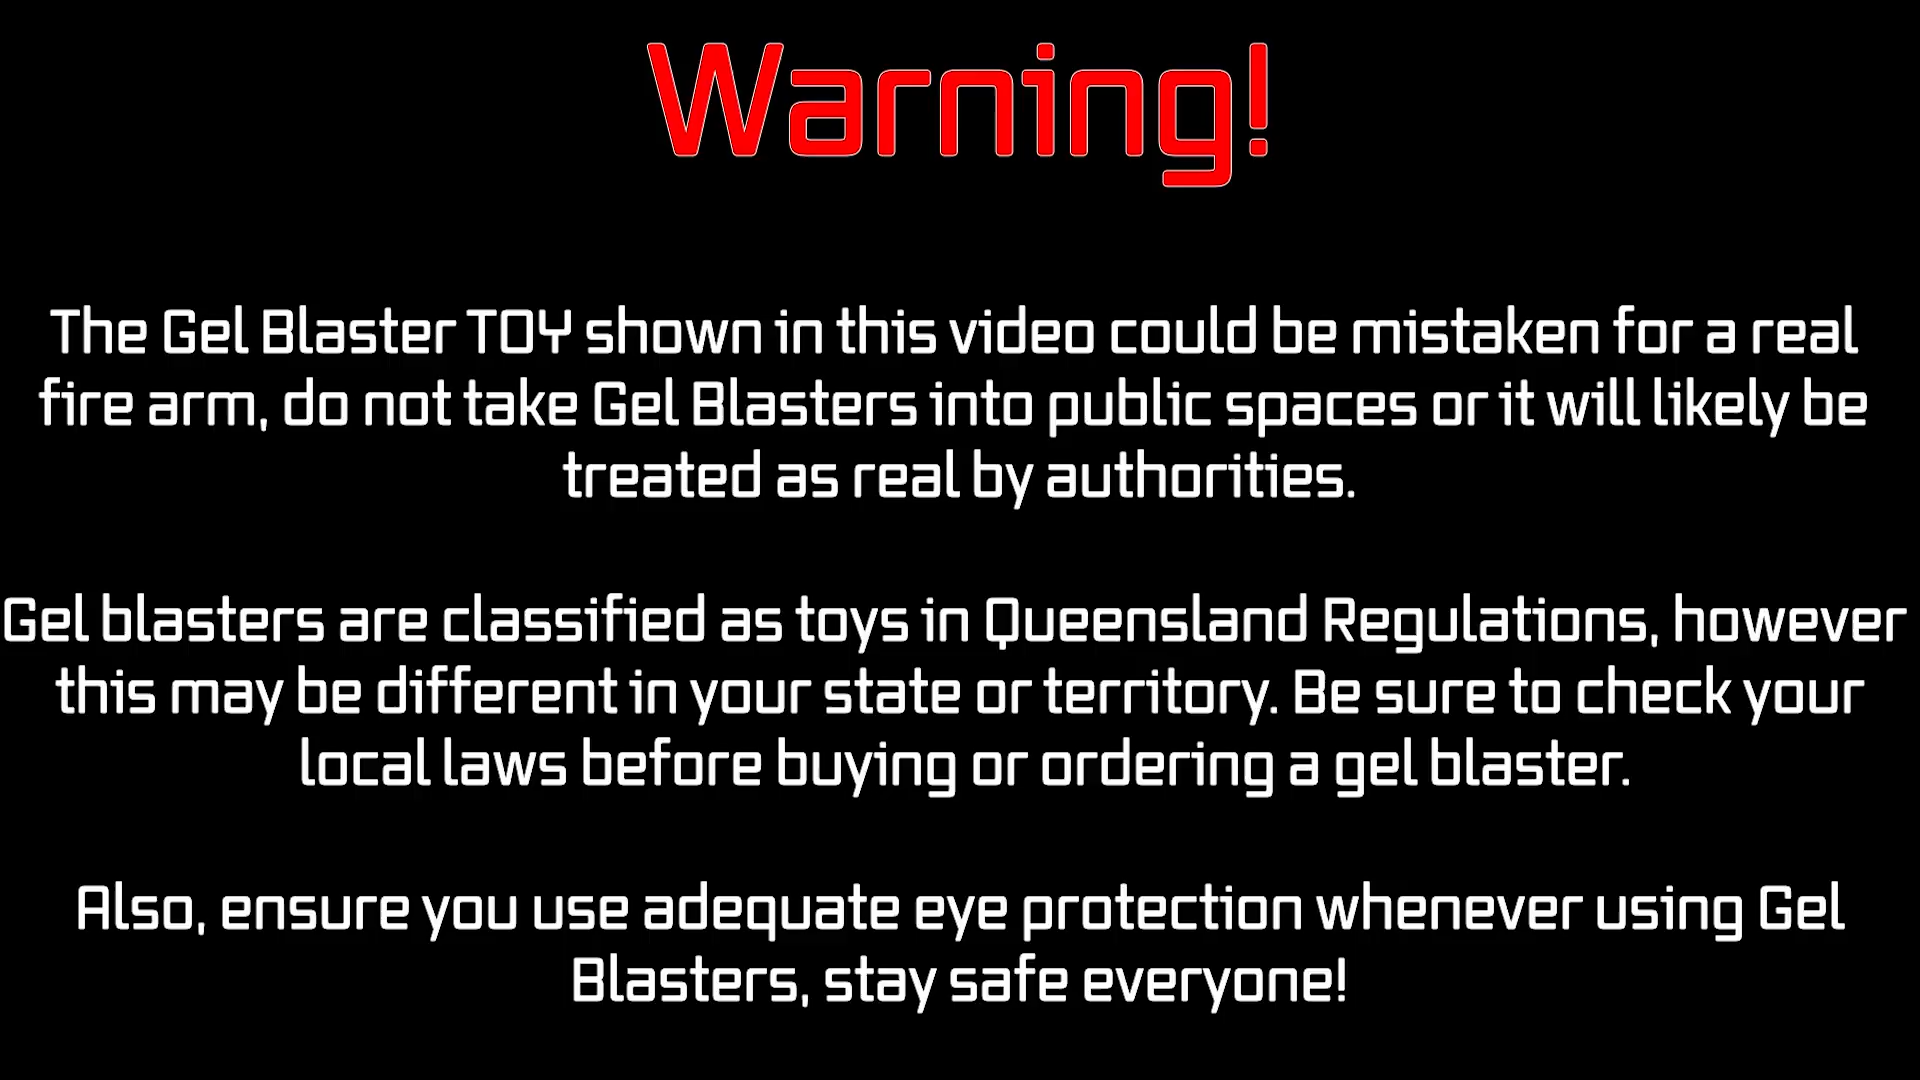 Warning!
The Gel Blaster TOY shown in this video could be mistaken for a real
fire arm, do not take Gel Blasters into public spaces or it will likely be
treated as real by authorities.
Gel blasters are classified as toys in Queensland Regulations, however
this may be different in your state or territory. Be sure to check your
local laws before buying or ordering a gel blaster.
Also, ensure you use adequate eye protection whenever using Gel
Blasters, stay safe everyone!